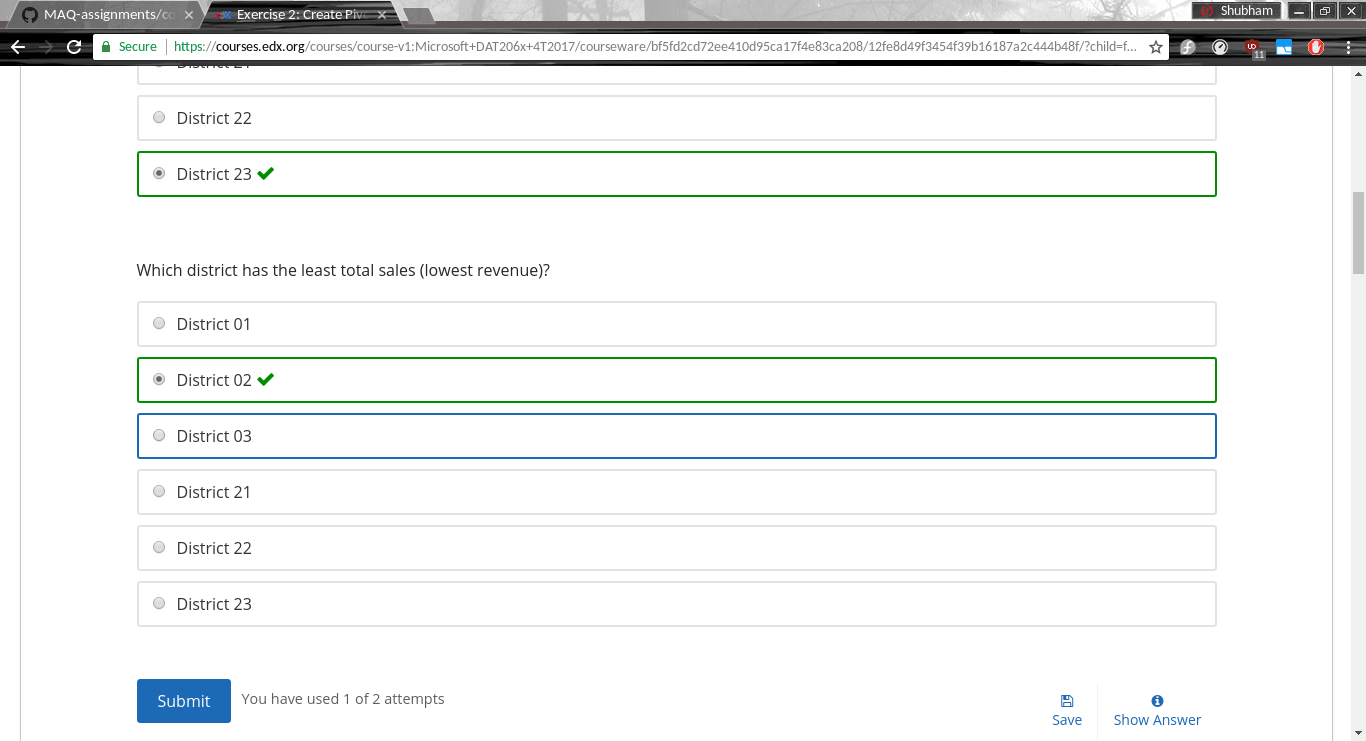 MAQ-assignments/co
Exercise 2: Create Piv
Shubham
Secure
https://courses.edx.org/courses/course-v1:Microsoft+DAT206x+4T2017/courseware/bf5fd2cd72ee410d95ca17f4e83ca208/12fe8d49f3454f39b16187a2c444b48f/?child=f...
11
District 21
District 22
District 23
Which district has the least total sales (lowest revenue)?
District 01
District 02
District 03
District 21
District 22
District 23
Submit
You have used 1 of 2 attempts
Save
Show Answer